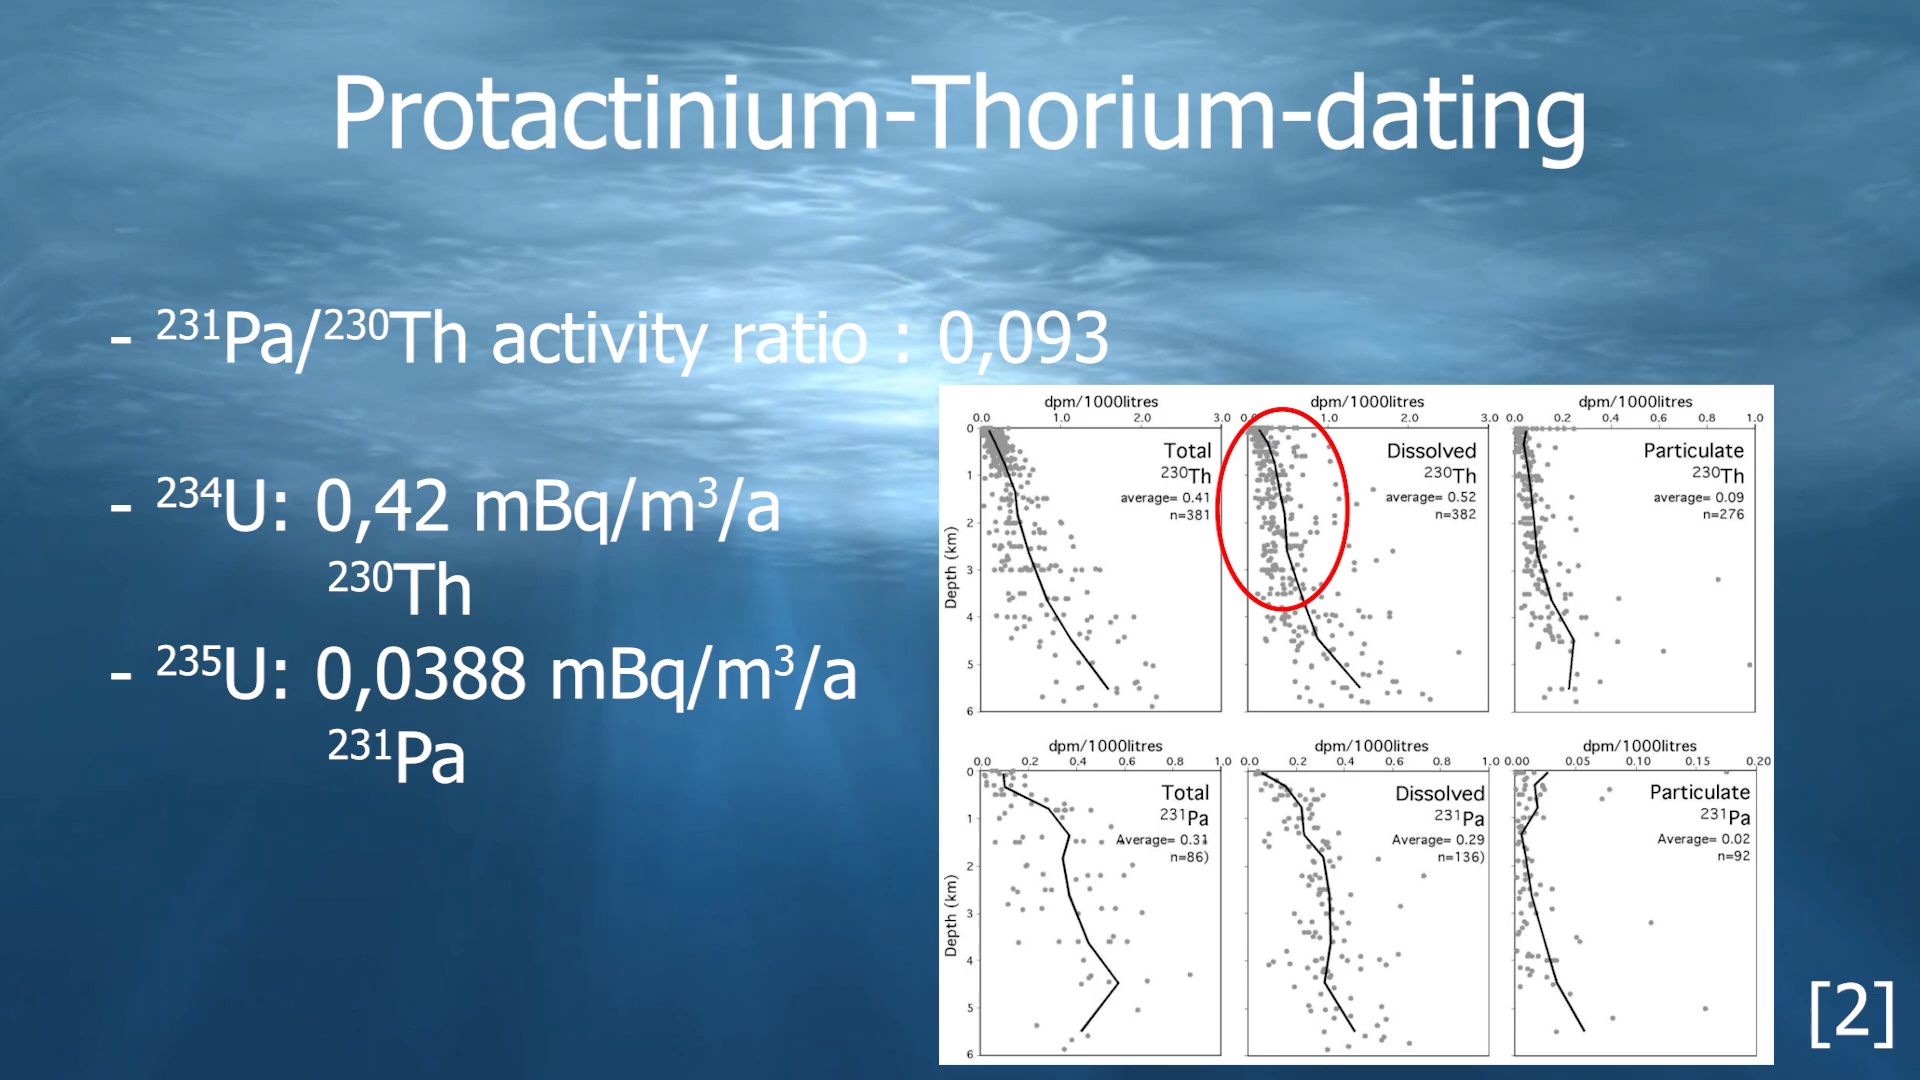 Protactinium-Thorium-dating
- ²³¹Pa/²³⁰Th activity ratio : 0,093
- ²³⁴U: 0,42 mBq/m³/a
²³⁰Th
- ²³⁵U: 0,0388 mBq/m³/a
²³¹Pa
dpm/1000litres
0.0 1.0 2.0 3.0
Total
²³⁰Th
average= 0.41
n=381
Depth (km)
0
1
2
3
4
5
6
dpm/1000litres
0.0 1.0 2.0 3.0
Dissolved
²³⁰Th
average= 0.52
n=382
dpm/1000litres
0.0 0.2 0.4 0.6 0.8 1.0
Particulate
²³⁰Th
average= 0.09
n=276
dpm/1000litres
0.0 0.2 0.4 0.6 0.8 1.0
Total
²³¹Pa
Average= 0.31
n=86)
Depth (km)
0
1
2
3
4
5
6
dpm/1000litres
0.0 0.2 0.4 0.6 0.8 1.0
Dissolved
²³¹Pa
Average= 0.29
n=136)
dpm/1000litres
0.00 0.05 0.10 0.15 0.20
Particulate
²³¹Pa
Average= 0.02
n=92
[2]